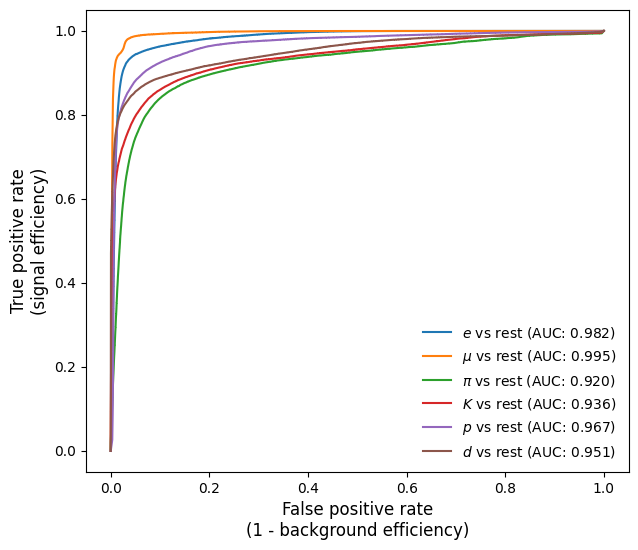 1.0
0.8
0.6
0.4
0.2
0.0
True positive rate
(signal efficiency)
e vs rest (AUC: 0.982)
μ vs rest (AUC: 0.995)
π vs rest (AUC: 0.920)
K vs rest (AUC: 0.936)
p vs rest (AUC: 0.967)
d vs rest (AUC: 0.951)
0.0 0.2 0.4 0.6 0.8 1.0
False positive rate
(1 - background efficiency)